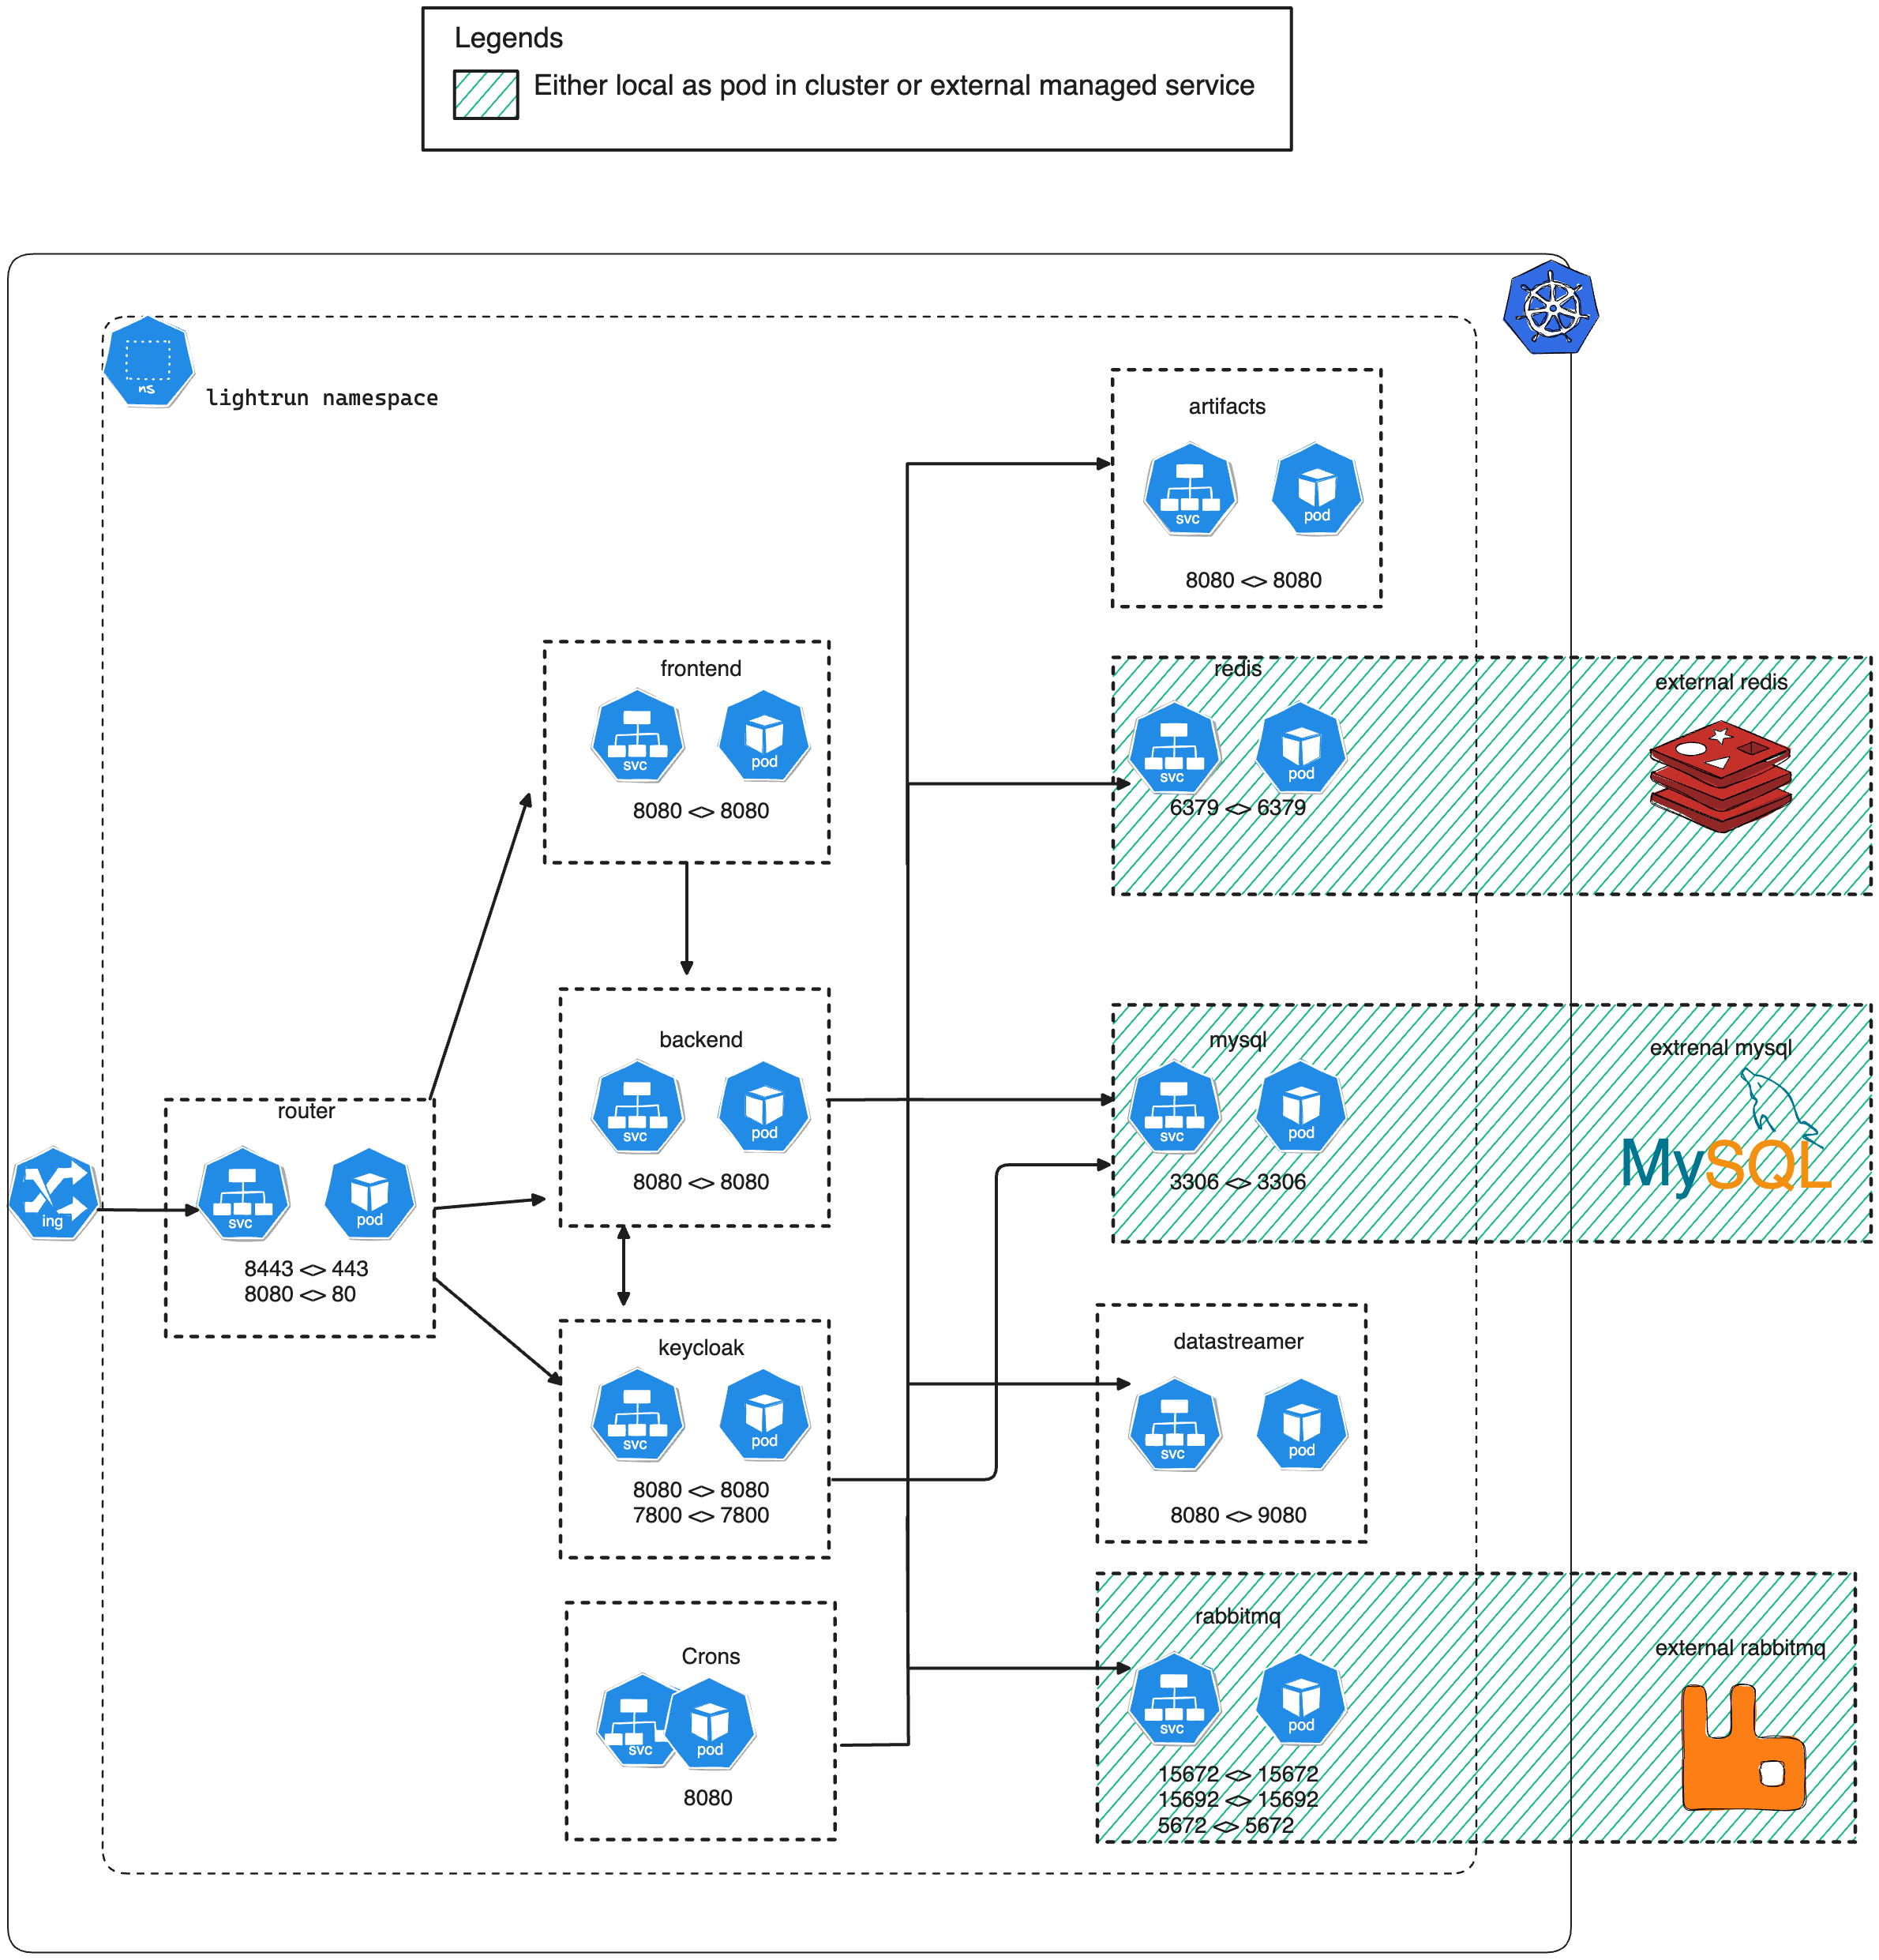 Legends
Either local as pod in cluster or external managed service
ns
lightrun namespace
artifacts
svc
pod
8080 <> 8080
frontend
svc
pod
8080 <> 8080
redis
svc
pod
6379 <> 6379
external redis
backend
svc
pod
8080 <> 8080
mysql
svc
pod
3306 <> 3306
extrenal mysql
MySQL
ing
router
svc
pod
8443 <> 443
8080 <> 80
keycloak
svc
pod
8080 <> 8080
7800 <> 7800
datastreamer
svc
pod
8080 <> 9080
Crons
svc
pod
8080
rabbitmq
svc
pod
15672 <> 15672
15692 <> 15692
5672 <> 5672
external rabbitmq